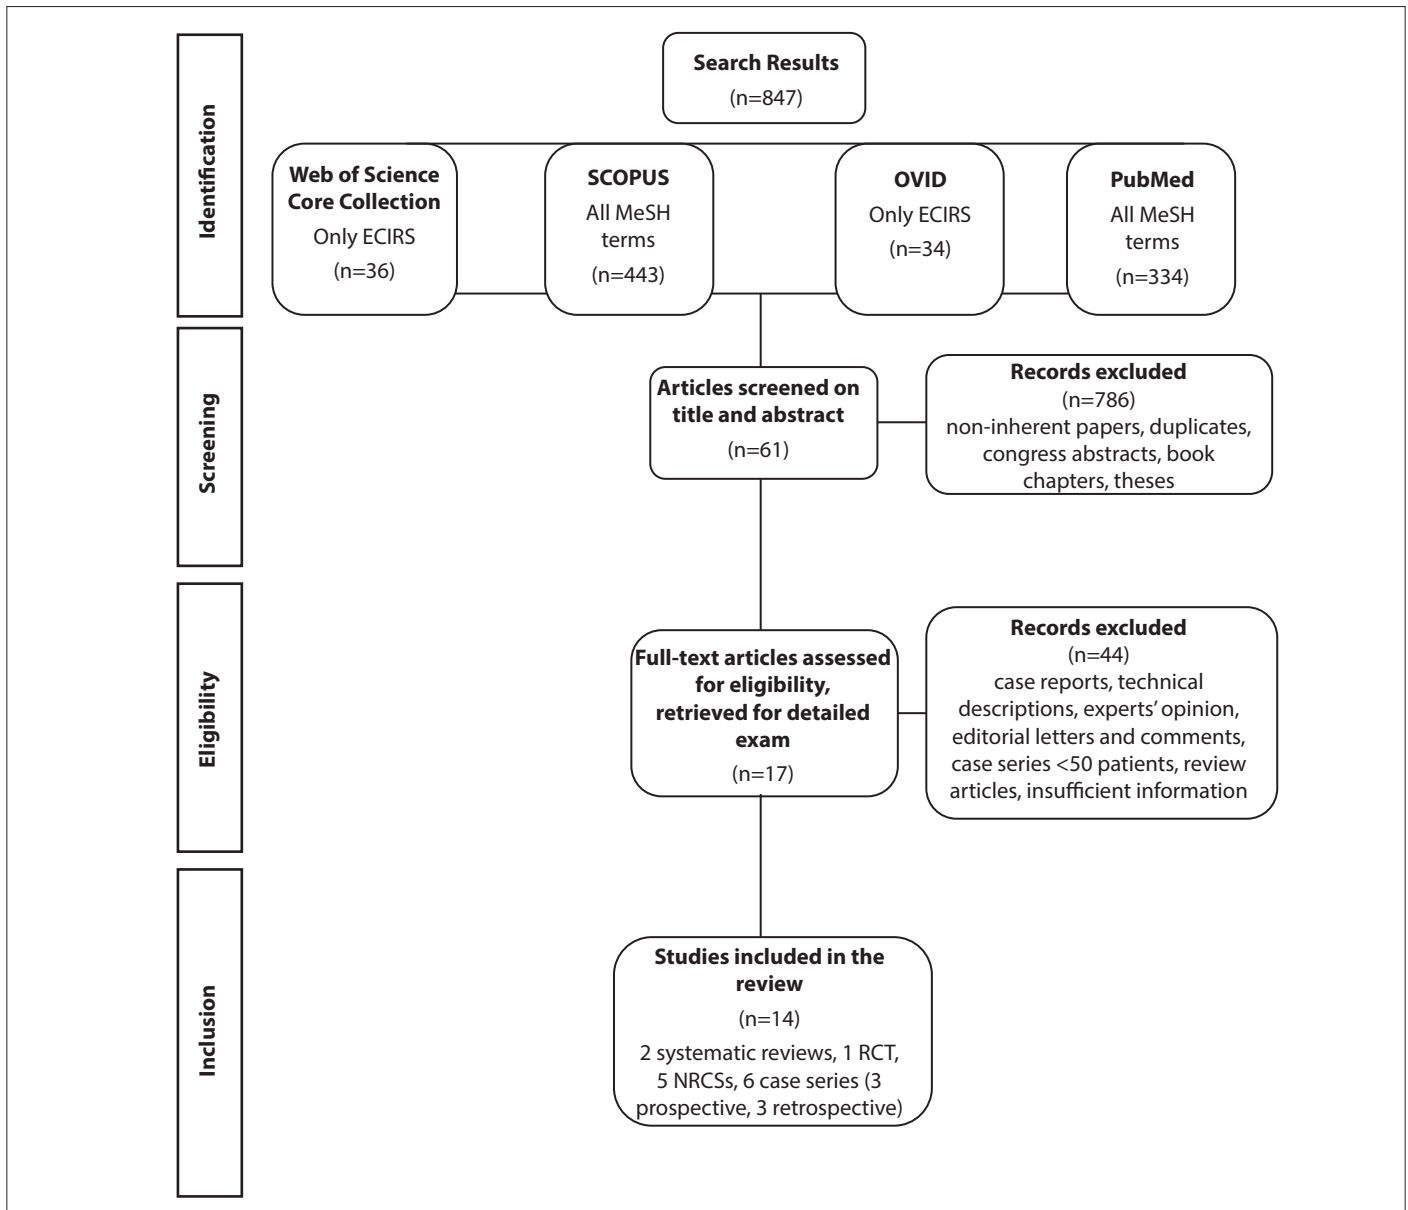 Identification
Search Results
(n=847)
Web of Science
Core Collection
Only ECIRS
(n=36)
SCOPUS
All MeSH
terms
(n=443)
OVID
Only ECIRS
(n=34)
PubMed
All MeSH
terms
(n=334)
Screening
Articles screened on
title and abstract
(n=61)
Records excluded
(n=786)
non-inherent papers, duplicates,
congress abstracts, book
chapters, theses
Eligibility
Full-text articles assessed
for eligibility,
retrieved for detailed
exam
(n=17)
Records excluded
(n=44)
case reports, technical
descriptions, experts' opinion,
editorial letters and comments,
case series <50 patients, review
articles, insufficient information
Inclusion
Studies included in the
review
(n=14)
2 systematic reviews, 1 RCT,
5 NRCSs, 6 case series (3
prospective, 3 retrospective)